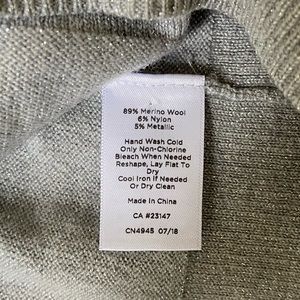 89% Merino Wool
6% Nylon
5% Metallic
Hand Wash Cold
Only Non-Chlorine
Bleach When Needed
Reshape, Lay Flat To
Dry
Cool Iron If Needed
Or Dry Clean
Made In China
CA #23147
CN4945 07/18